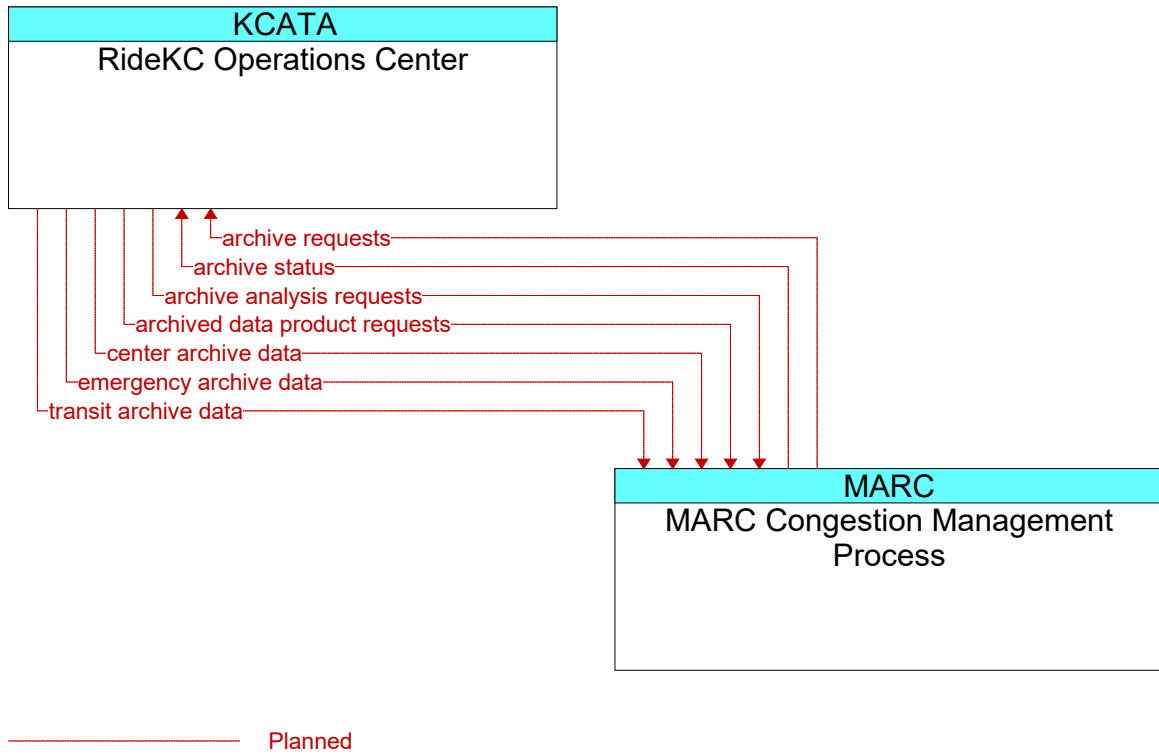 KCATA
RideKC Operations Center
archive requests
archive status
archive analysis requests
archived data product requests
center archive data
emergency archive data
transit archive data
MARC
MARC Congestion Management
Process
Planned